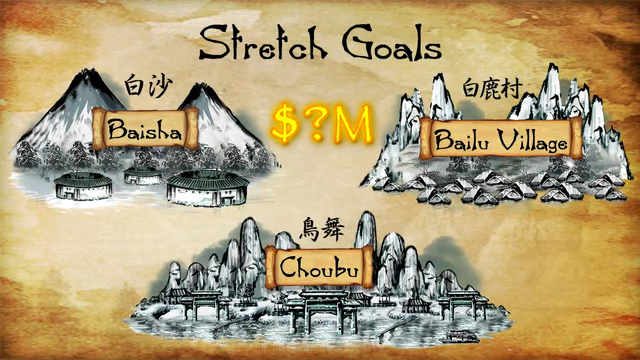 Stretch Goals
白沙
Baisha
$?M
白鹿村
Bailu Village
鳥舞
Choubu